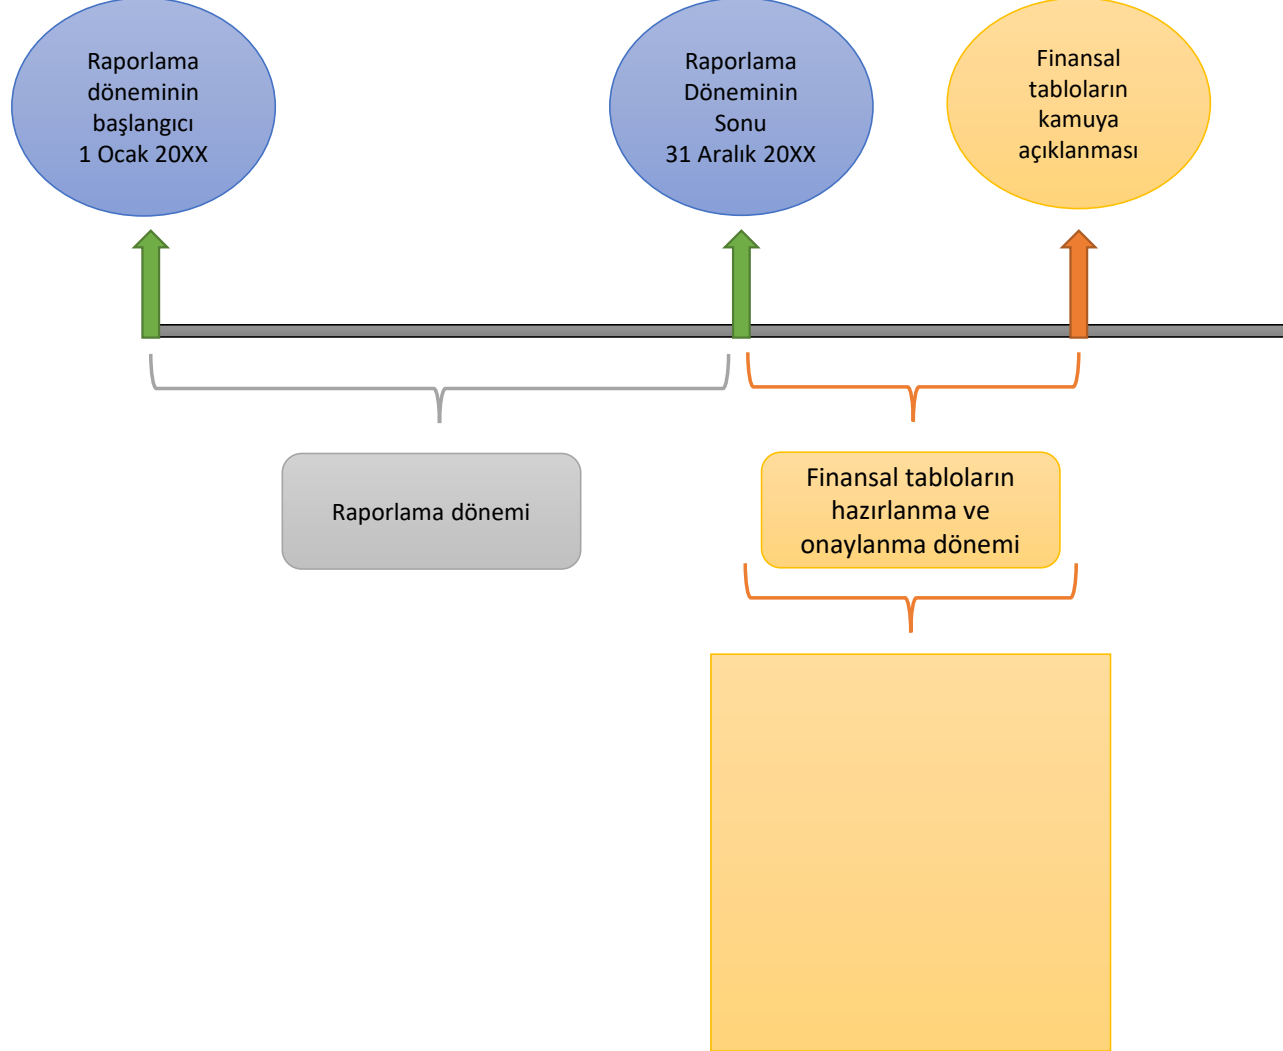 Raporlama
döneminin
başlangıcı
1 Ocak 20XX
Raporlama
Döneminin
Sonu
31 Aralık 20XX
Finansal
tabloların
kamuya
açıklanması
Raporlama dönemi
Finansal tabloların
hazırlanma ve
onaylanma dönemi